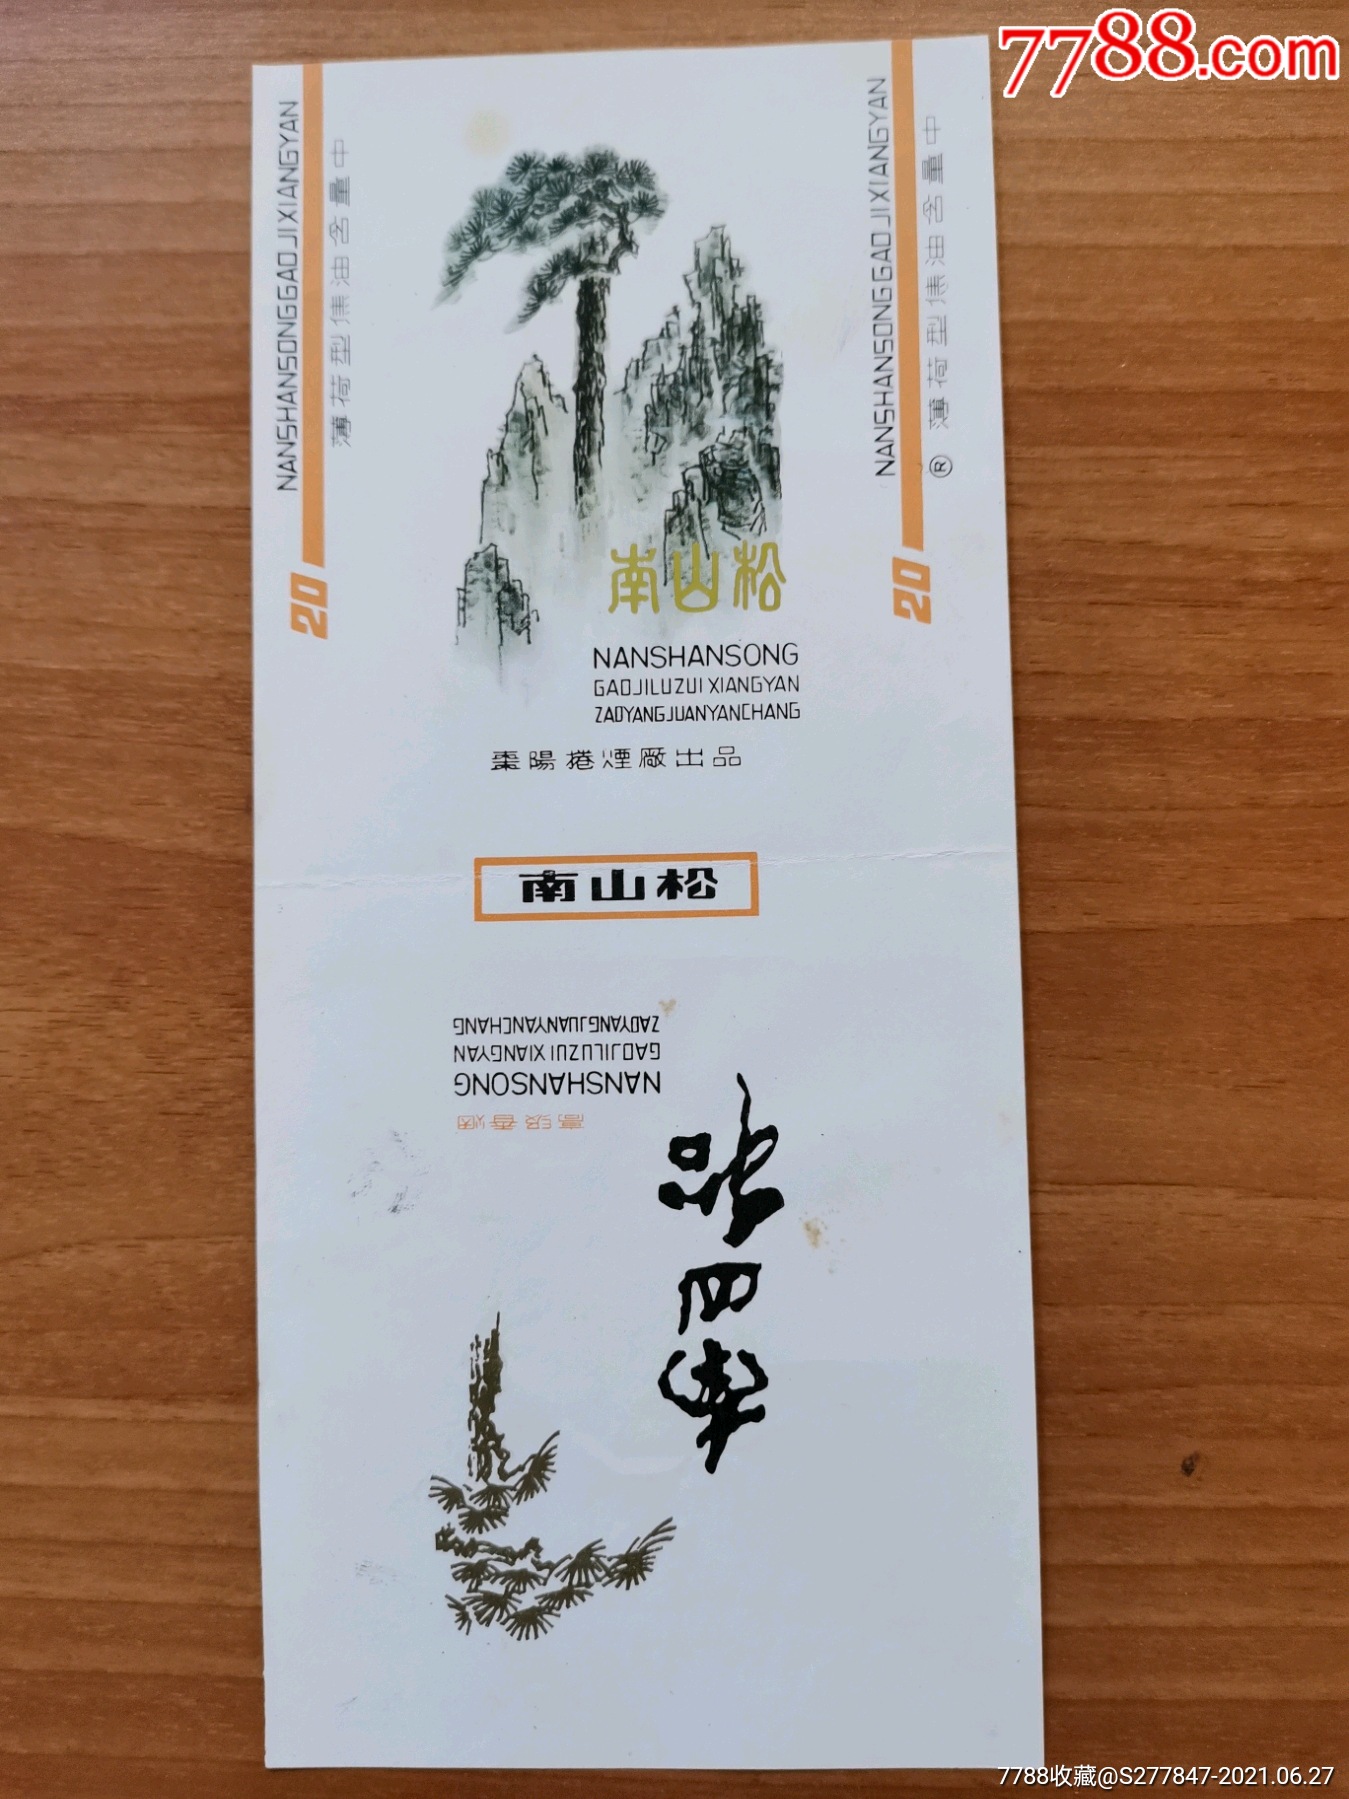 7788.com
NANSHANSONGGAOJIXIANGYAN
薄荷型焦油含量中
20
NANSHANSONGGAOJIXIANGYAN
® 薄荷型焦油含量中
20
南山松
NANSHANSONG
GAOJILUZUI XIANGYAN
ZAOYANGJUANYANCHANG
棗陽捲煙廠出品
南山松
南山松
高级香烟
NANSHANSONG
GAOJILUZUI XIANGYAN
ZAOYANGJUANYANCHANG
7788收藏@S277847-2021.06.27